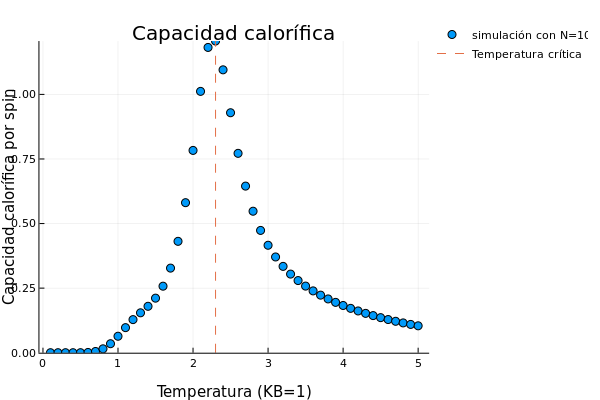 Capacidad calorífica
simulación con N=10
Temperatura crítica
Capacidad calorífica por spin
1.00
0.75
0.50
0.25
0.00
0 1 2 3 4 5
Temperatura (KB=1)